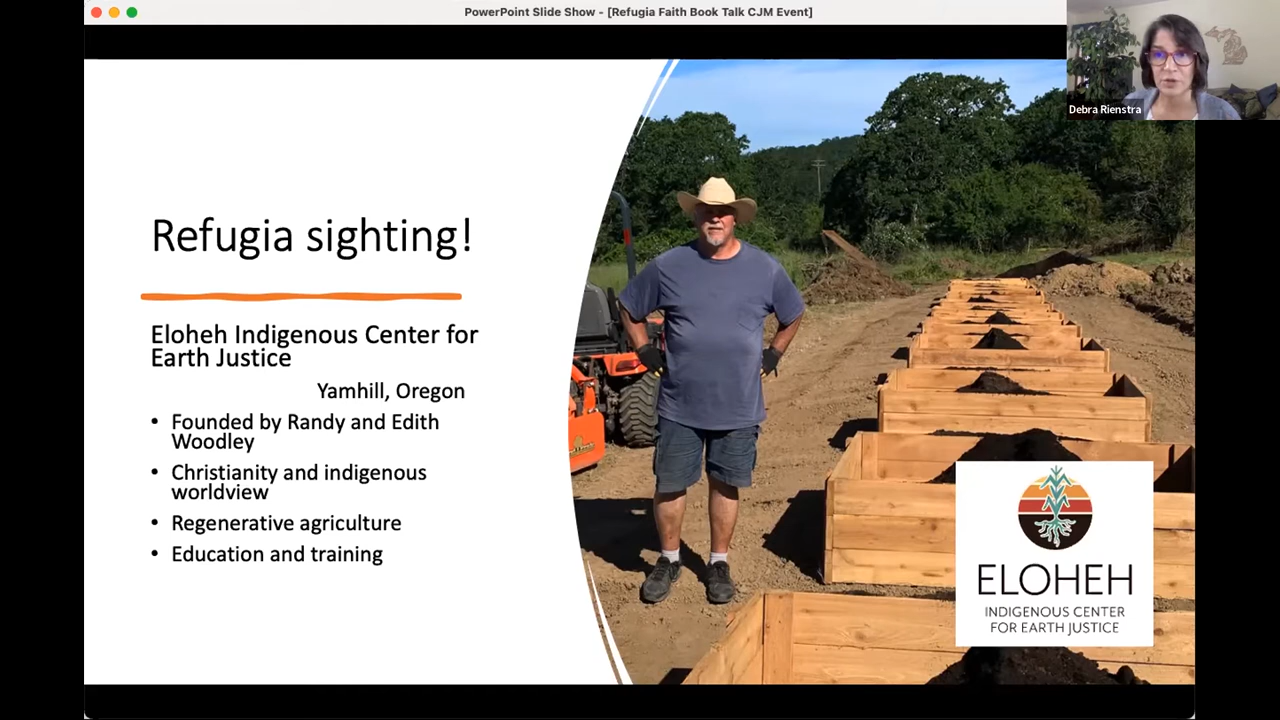 PowerPoint Slide Show - [Refugia Faith Book Talk CJM Event]
Debra Rienstra
Refugia sighting!
Eloheh Indigenous Center for
Earth Justice
Yamhill, Oregon
• Founded by Randy and Edith
Woodley
• Christianity and indigenous
worldview
• Regenerative agriculture
• Education and training
ELOHEH
INDIGENOUS CENTER
FOR EARTH JUSTICE